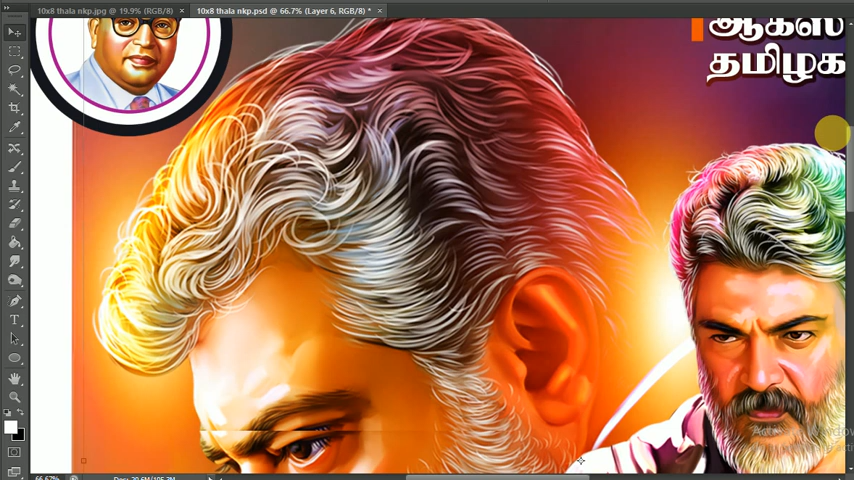 10x8 thala nkp.jpg @ 19.9% (RGB/8) ×
10x8 thala nkp.psd @ 66.7% (Layer 6, RGB/8) * ×
ஆகஸ்
தமிழக
66.67%